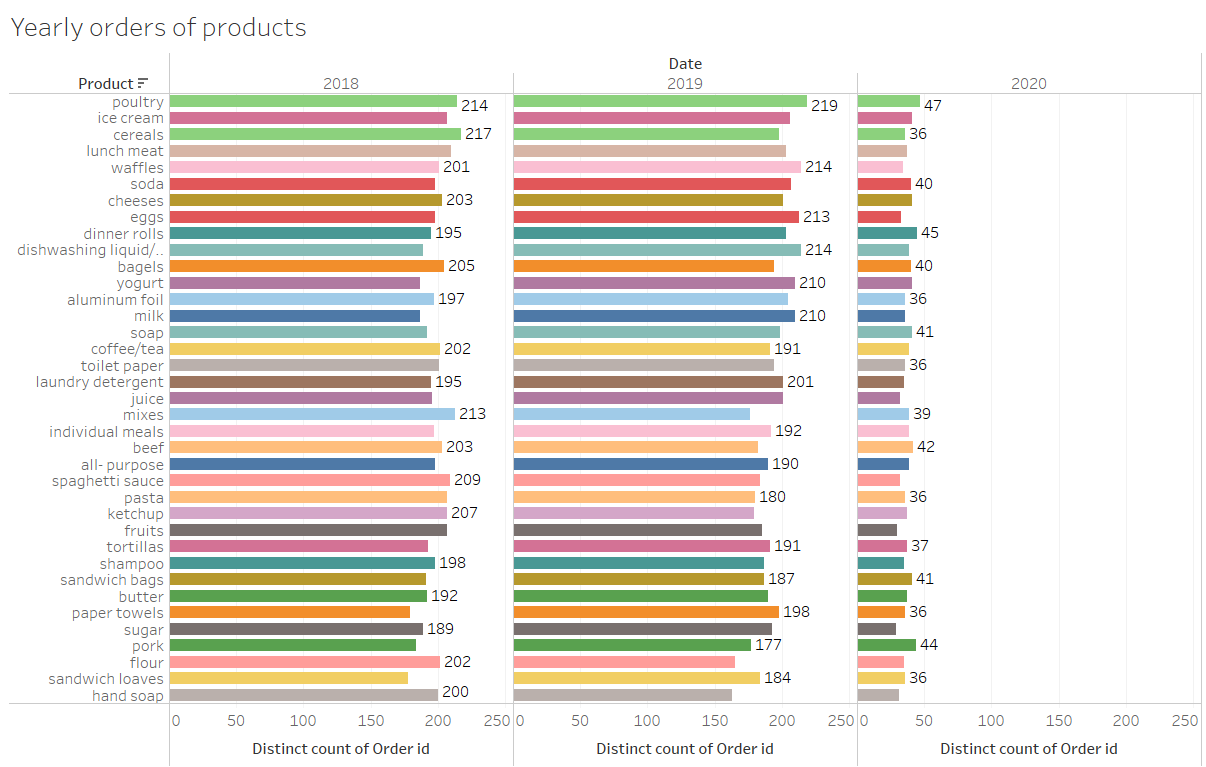 Yearly orders of products
Date
Product 2018 2019 2020
poultry 214 219 47
ice cream
cereals 217 36
lunch meat
waffles 201 214
soda 40
cheeses 203
eggs 213
dinner rolls 195 45
dishwashing liquid/.. 214
bagels 205 40
yogurt 210
aluminum foil 197 36
milk 210
soap 41
coffee/tea 202 191
toilet paper 36
laundry detergent 195 201
juice
mixes 213 39
individual meals 192
beef 203 42
all- purpose 190
spaghetti sauce 209
pasta 180 36
ketchup 207
fruits
tortillas 191 37
shampoo 198
sandwich bags 187 41
butter 192
paper towels 198 36
sugar 189
pork 177 44
flour 202
sandwich loaves 184 36
hand soap 200
0 50 100 150 200 250 0 50 100 150 200 250 0 50 100 150 200 250
Distinct count of Order id Distinct count of Order id Distinct count of Order id